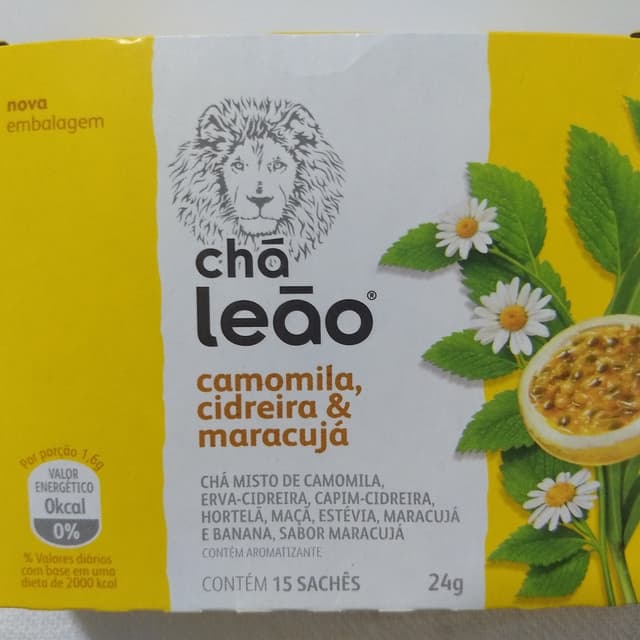 nova
embalagem
chá
leão®
camomila,
cidreira &
maracujá
CHÁ MISTO DE CAMOMILA,
ERVA-CIDREIRA, CAPIM-CIDREIRA,
HORTELÃ, MAÇÃ, ESTÉVIA, MARACUJÁ
E BANANA, SABOR MARACUJÁ
CONTÉM AROMATIZANTE
CONTÉM 15 SACHÊS 24g
Por porção 1,6g
VALOR
ENERGÉTICO
0kcal
0%
% Valores diários
com base em uma
dieta de 2000 kcal